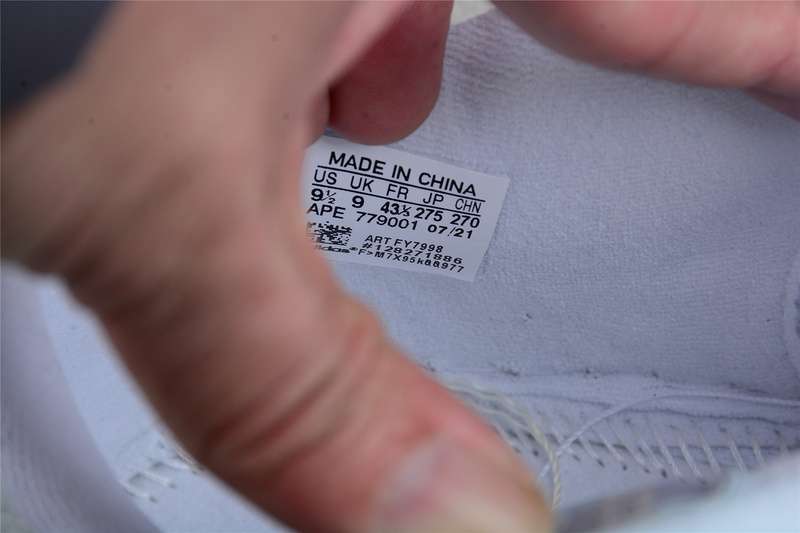 MADE IN CHINA
US UK FR JP CHN
9½ 9 43⅓ 275 270
APE 779001 07/21
ART FY7998
#128271886